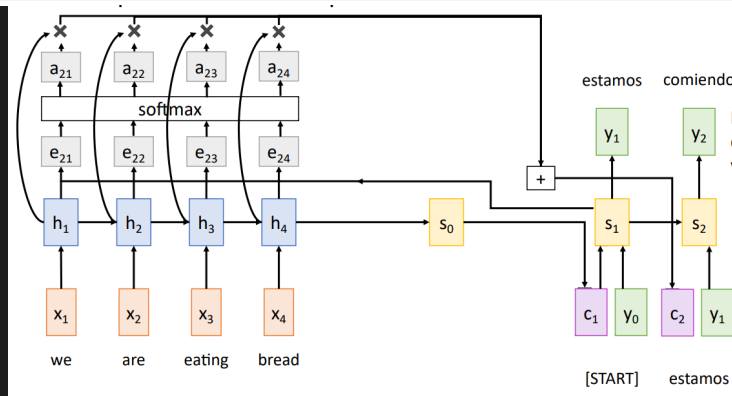 a21 a22 a23 a24
softmax
e21 e22 e23 e24
h1 h2 h3 h4 s0 s1 s2
x1 x2 x3 x4 c1 y0 c2 y1
we are eating bread
estamos comiendo
y1 y2
+
[START] estamos